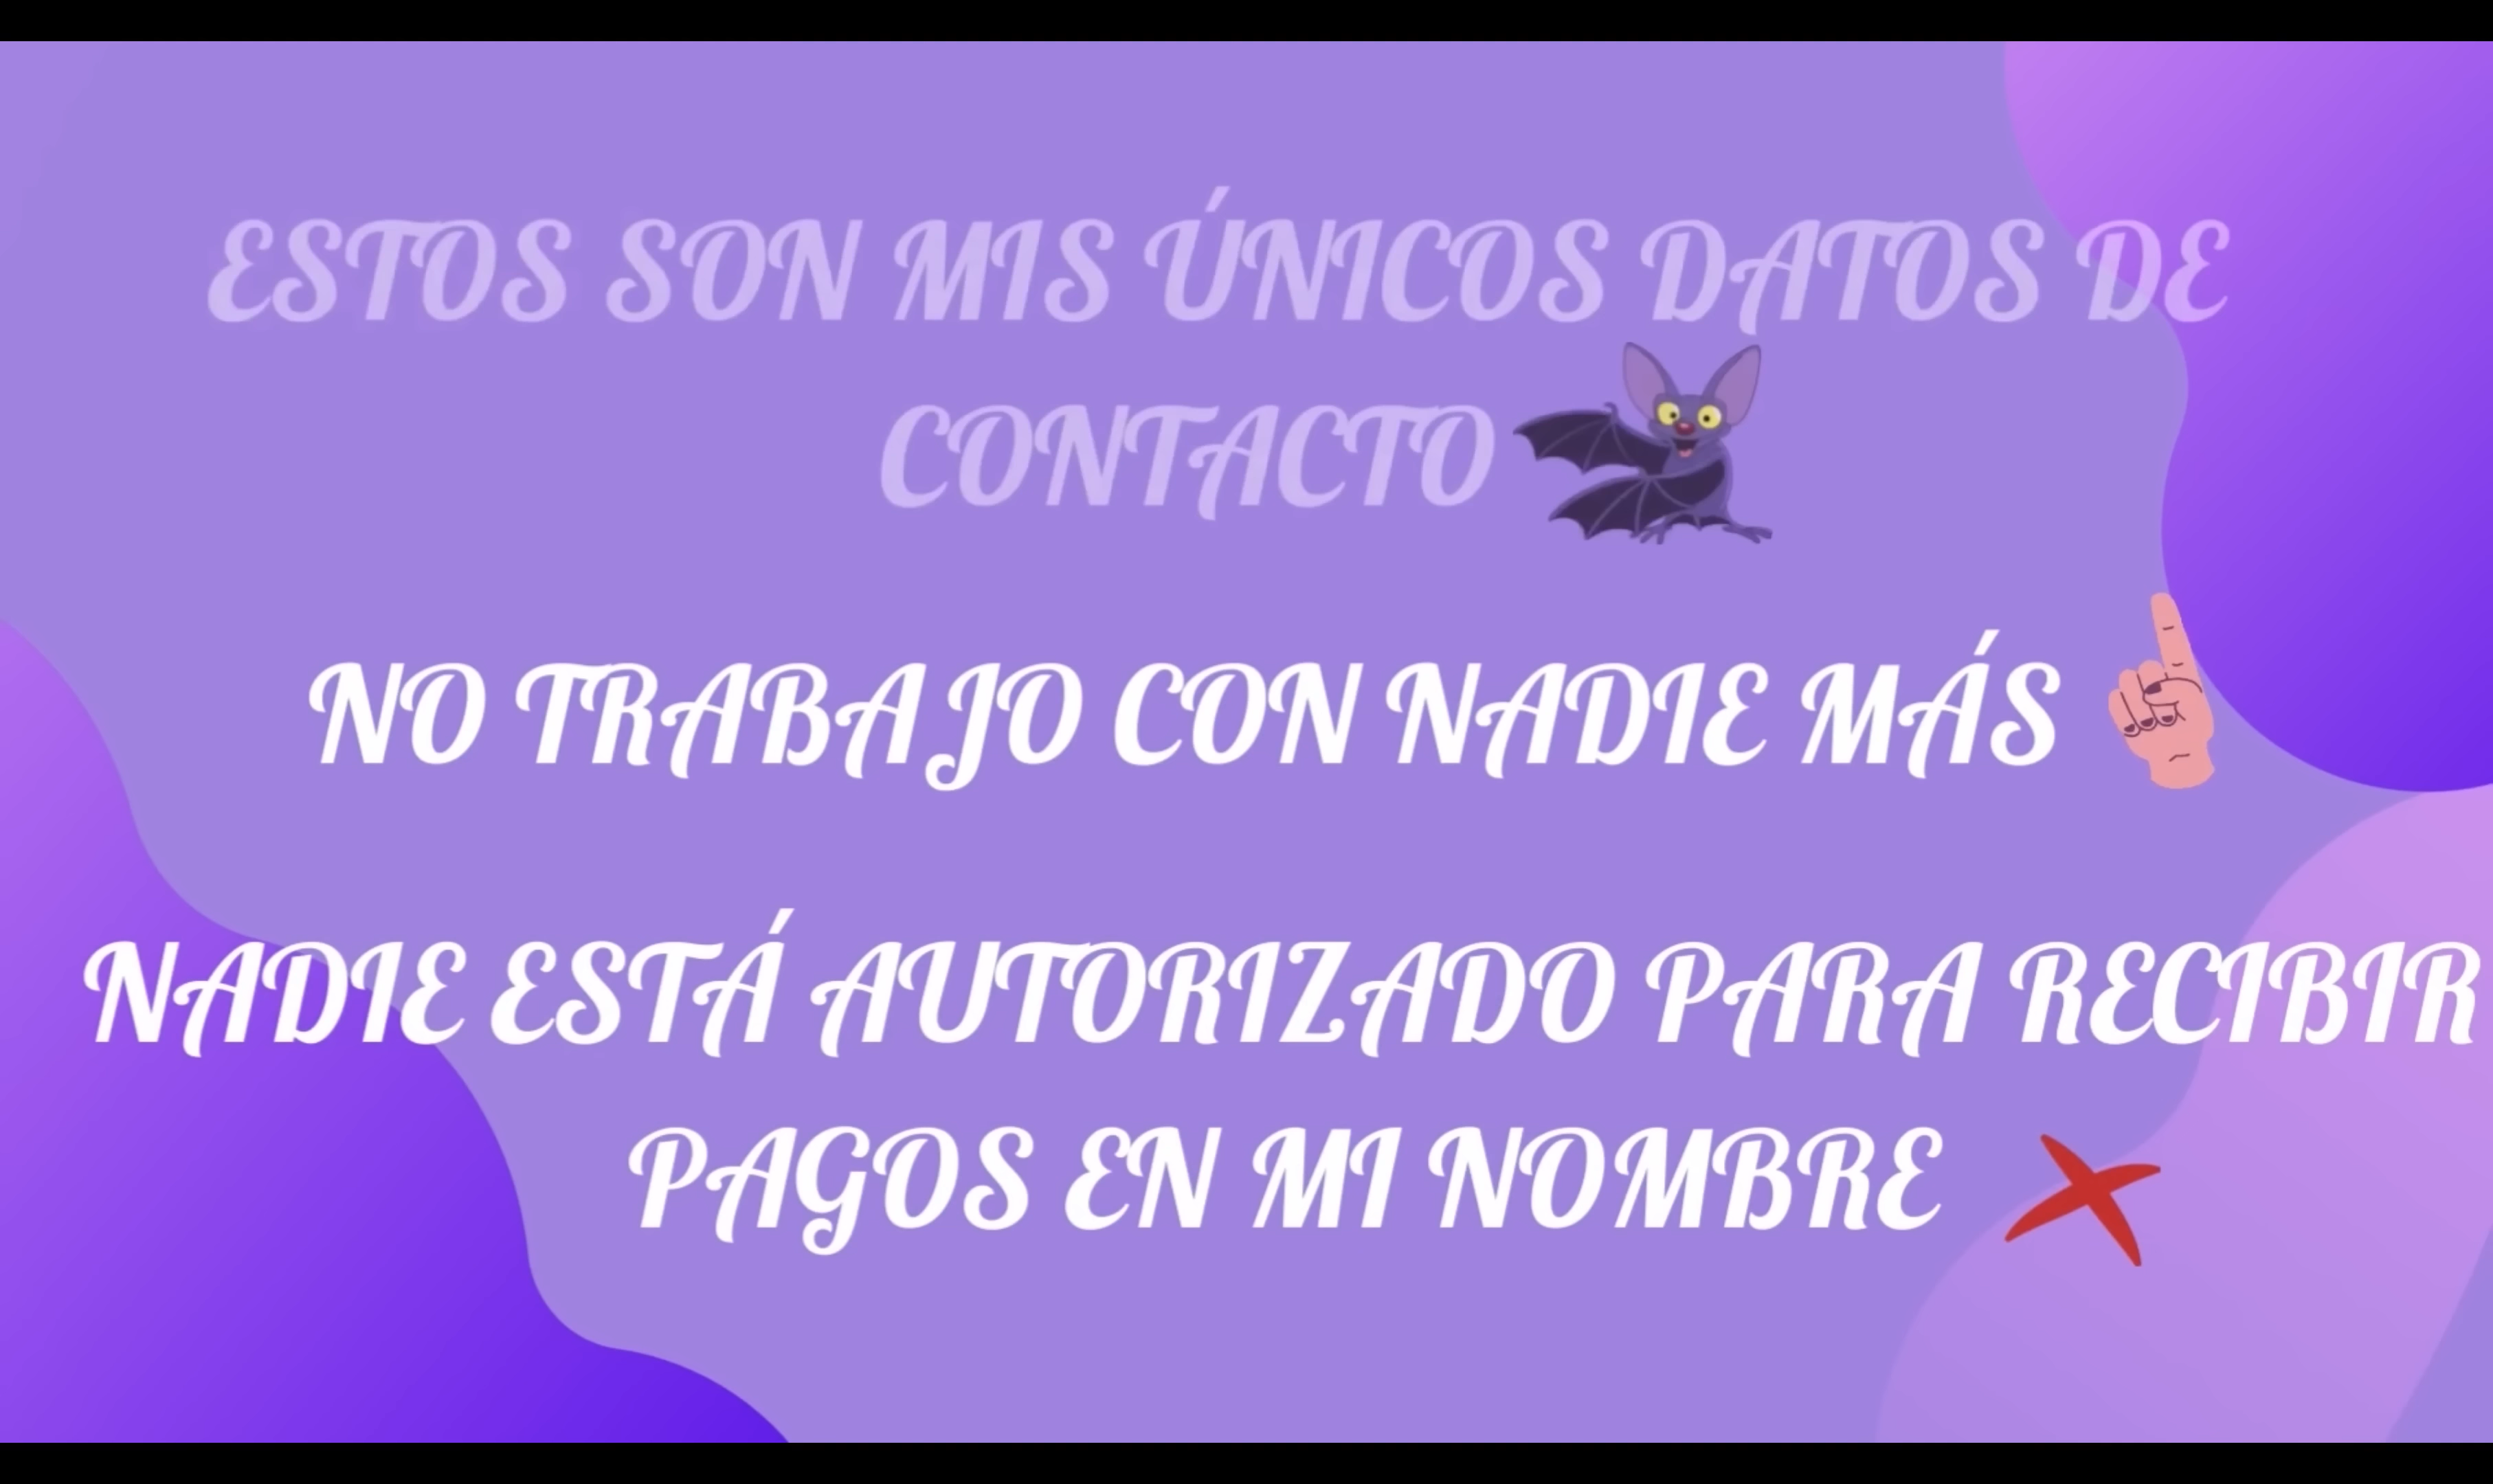 ESTOS SON MIS ÚNICOS DATOS DE
CONTACTO
NO TRABAJO CON NADIE MÁS
NADIE ESTÁ AUTORIZADO PARA RECIBIR
PAGOS EN MI NOMBRE